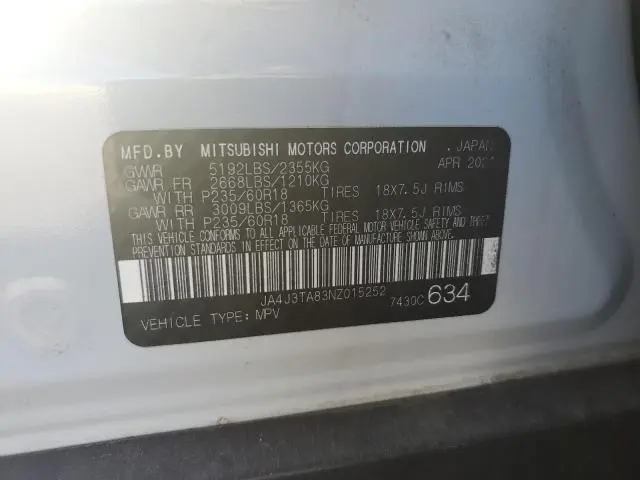 MFD.BY MITSUBISHI MOTORS CORPORATION . JAPAN
GVWR 5192LBS/2355KG APR
GAWR FR 2668LBS/1210KG
WITH P235/60R18 TIRES 18X7.5J RIMS
GAWR RR 3009LBS/1365KG
WITH P235/60R18 TIRES 18X7.5J RIMS
THIS VEHICLE CONFORMS TO ALL APPLICABLE FEDERAL MOTOR VEHICLE SAFETY AND THEFT
PREVENTION STANDARDS IN EFFECT ON THE DATE OF MANUFACTURE SHOWN ABOVE.
JA4J3TA83NZ015252 7430C 634
VEHICLE TYPE: MPV